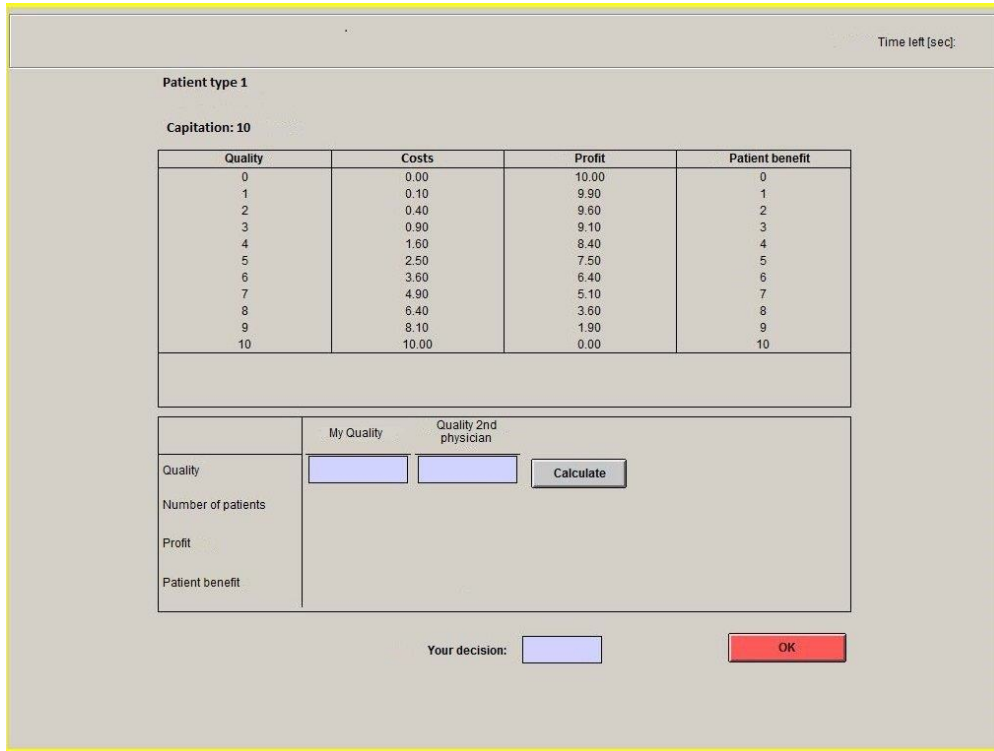 Time left [sec]:
Patient type 1
Capitation: 10
Quality Costs Profit Patient benefit
0 0.00 10.00 0
1 0.10 9.90 1
2 0.40 9.60 2
3 0.90 9.10 3
4 1.60 8.40 4
5 2.50 7.50 5
6 3.60 6.40 6
7 4.90 5.10 7
8 6.40 3.60 8
9 8.10 1.90 9
10 10.00 0.00 10
My Quality Quality 2nd
physician
Quality Calculate
Number of patients
Profit
Patient benefit
Your decision: OK